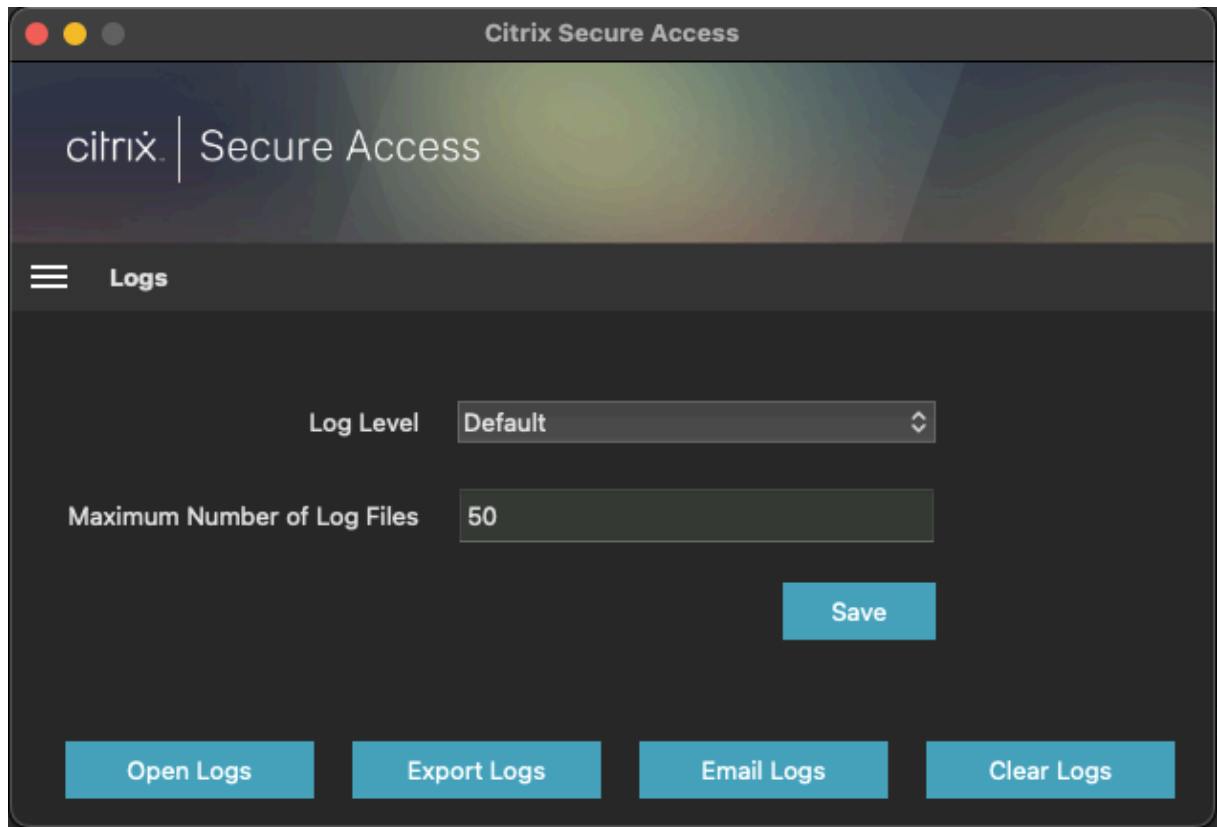 Citrix Secure Access
citrix. Secure Access
Logs
Log Level Default
Maximum Number of Log Files 50
Save
Open Logs Export Logs Email Logs Clear Logs